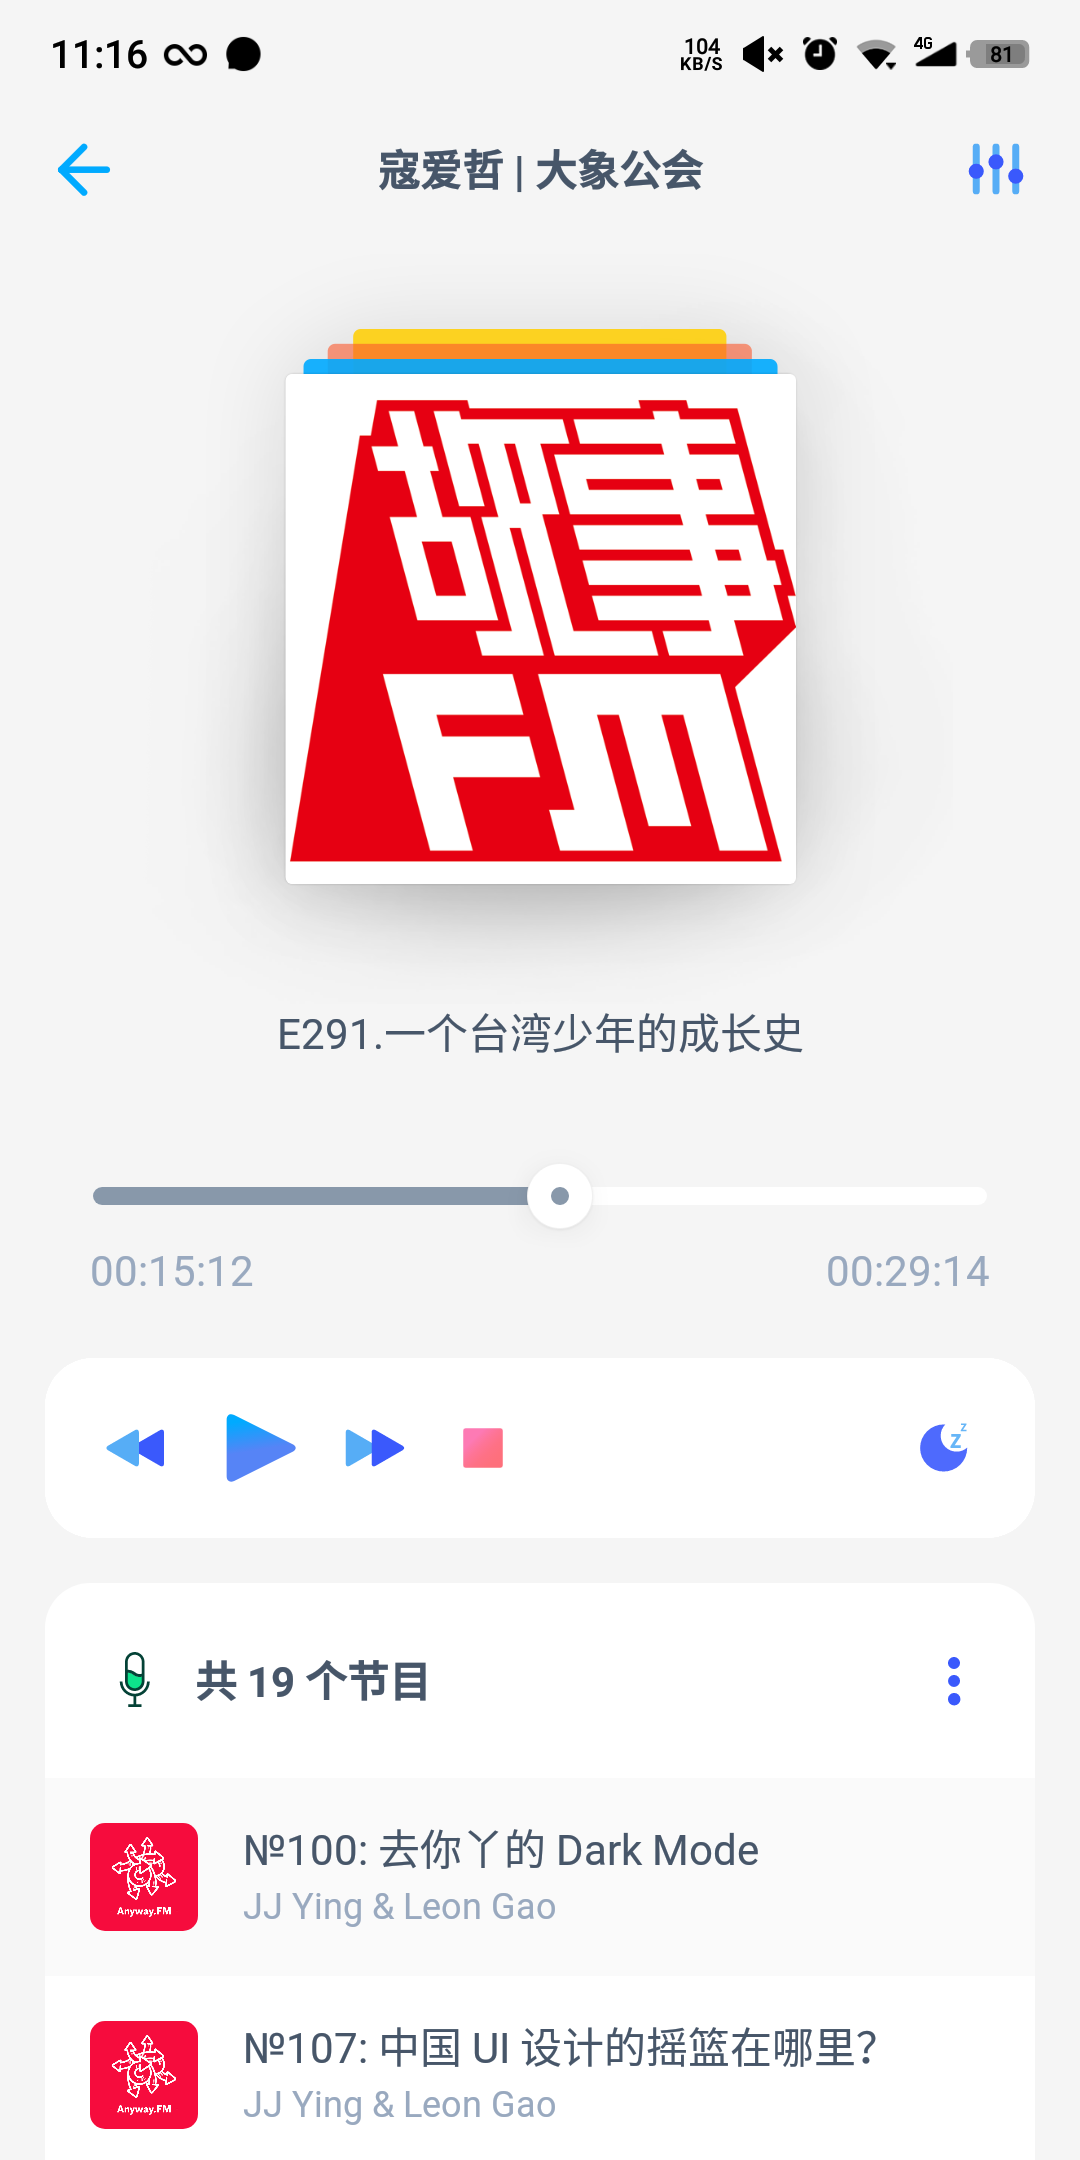 11:16
104
KB/S
4G
81
寇爱哲 | 大象公会
故事
FM
E291.一个台湾少年的成长史
00:15:12
00:29:14
z
z
共 19 个节目
№100: 去你丫的 Dark Mode
JJ Ying & Leon Gao
Anyway.FM
№107: 中国 UI 设计的摇篮在哪里?
JJ Ying & Leon Gao
Anyway.FM